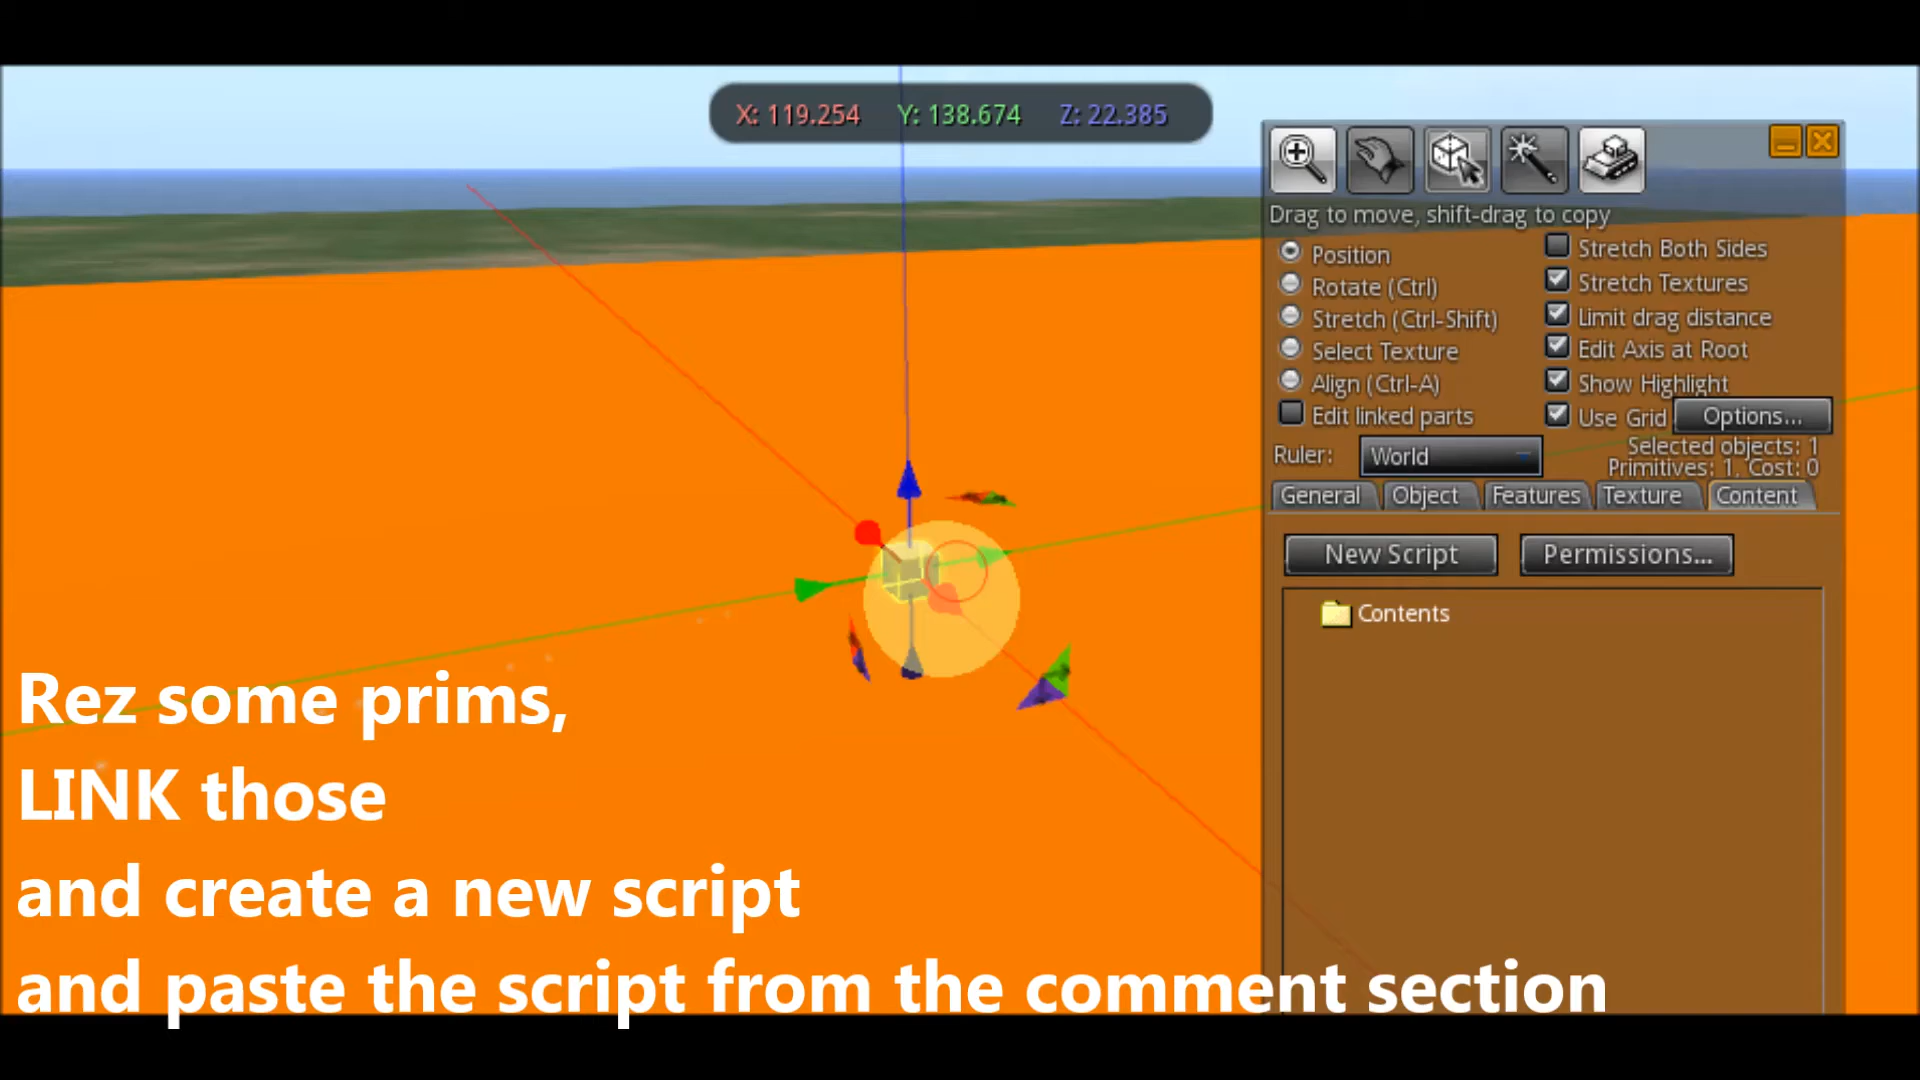 X: 119.254 Y: 138.674 Z: 22.385
Drag to move, shift-drag to copy
Position
Rotate (Ctrl)
Stretch (Ctrl-Shift)
Select Texture
Align (Ctrl-A)
Edit linked parts
Stretch Both Sides
Stretch Textures
Limit drag distance
Edit Axis at Root
Show Highlight
Use Grid Options...
Ruler: World
Selected objects: 1
Primitives: 1, Cost: 0
General Object Features Texture Content
New Script Permissions...
Contents
Rez some prims,
LINK those
and create a new script
and paste the script from the comment section